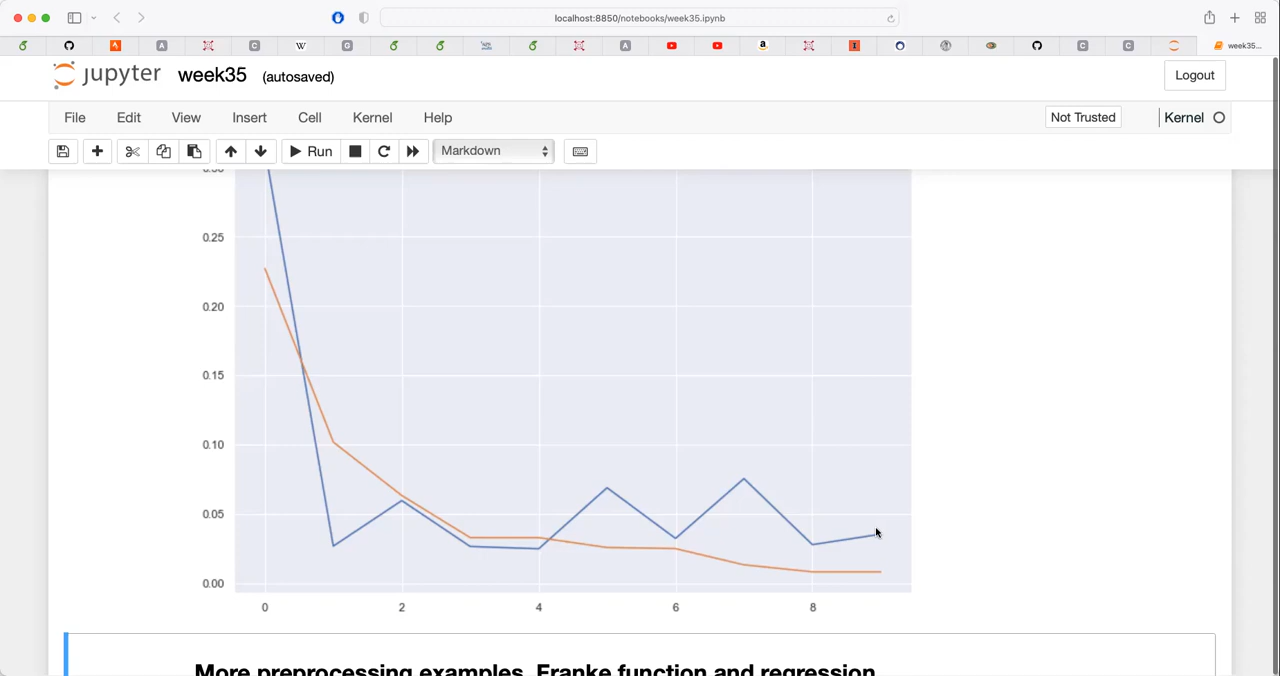 localhost:8850/notebooks/week35.ipynb
W
G
A
C
A
a
I
C
C
week35...
jupyter week35 (autosaved)
Logout
File Edit View Insert Cell Kernel Help
Not Trusted
Kernel
Run
Markdown
0.30
0.25
0.20
0.15
0.10
0.05
0.00
0 2 4 6 8
More preprocessing examples, Franke function and regression